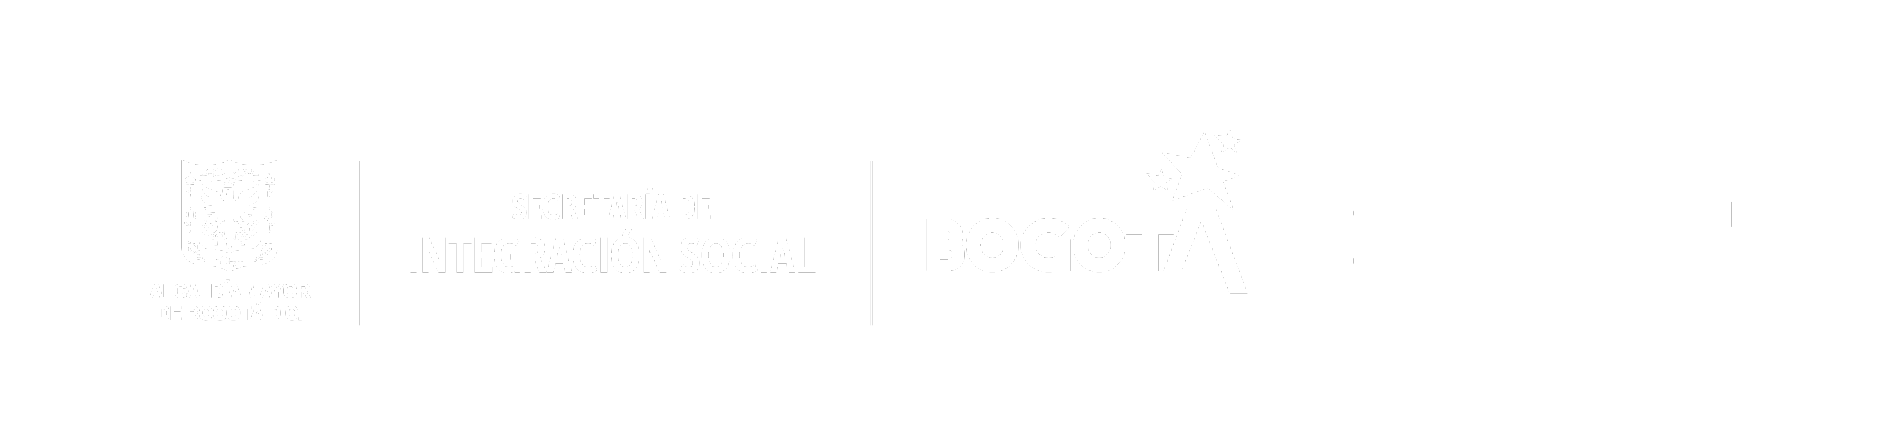 ALCALDÍA MAYOR
DE BOGOTÁ D.C.
SECRETARÍA DE
INTEGRACIÓN SOCIAL
BOGOTÁ